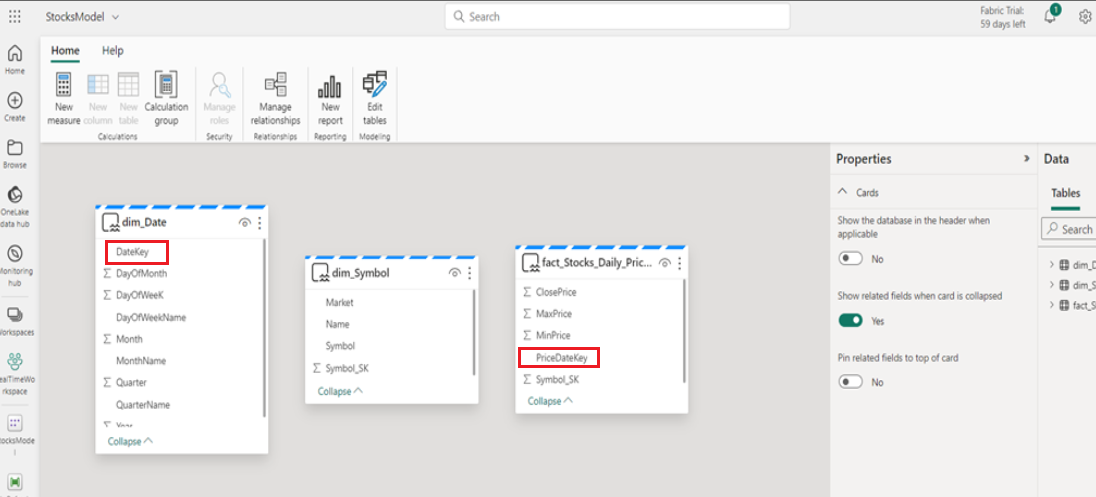 StocksModel
Search
Fabric Trial:
59 days left
1
Home
Help
Home
Create
Browse
OneLake
data hub
Monitoring
hub
Workspaces
RealTimeWo
rkspace
StocksModel
New
measure
New
column
New
table
Calculation
group
Calculations
Manage
roles
Security
Manage
relationships
Relationships
New
report
Reporting
Edit
tables
Modeling
dim_Date
DateKey
DayOfMonth
DayOfWeeK
DayOfWeekName
Month
MonthName
Quarter
QuarterName
Year
Collapse
dim_Symbol
Market
Name
Symbol
Symbol_SK
Collapse
fact_Stocks_Daily_Pric...
ClosePrice
MaxPrice
MinPrice
PriceDateKey
Symbol_SK
Collapse
Properties
Cards
Show the database in the header when
applicable
No
Show related fields when card is collapsed
Yes
Pin related fields to top of card
No
Data
Tables
Search
dim_D
dim_S
fact_S